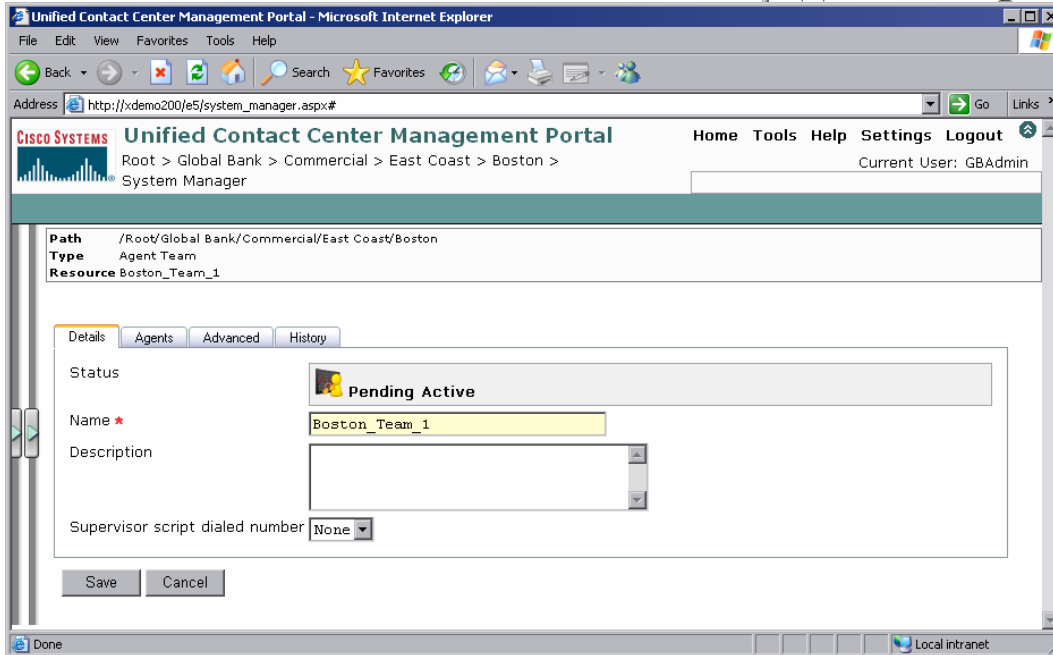 Unified Contact Center Management Portal - Microsoft Internet Explorer
File Edit View Favorites Tools Help
Back Search Favorites
Address http://xdemo200/e5/system_manager.aspx# Go Links »
CISCO SYSTEMS Unified Contact Center Management Portal Home Tools Help Settings Logout
Root > Global Bank > Commercial > East Coast > Boston > Current User: GBAdmin
System Manager
Path /Root/Global Bank/Commercial/East Coast/Boston
Type Agent Team
Resource Boston_Team_1
Details Agents Advanced History
Status Pending Active
Name * Boston_Team_1
Description
Supervisor script dialed number None
Save Cancel
Done Local intranet